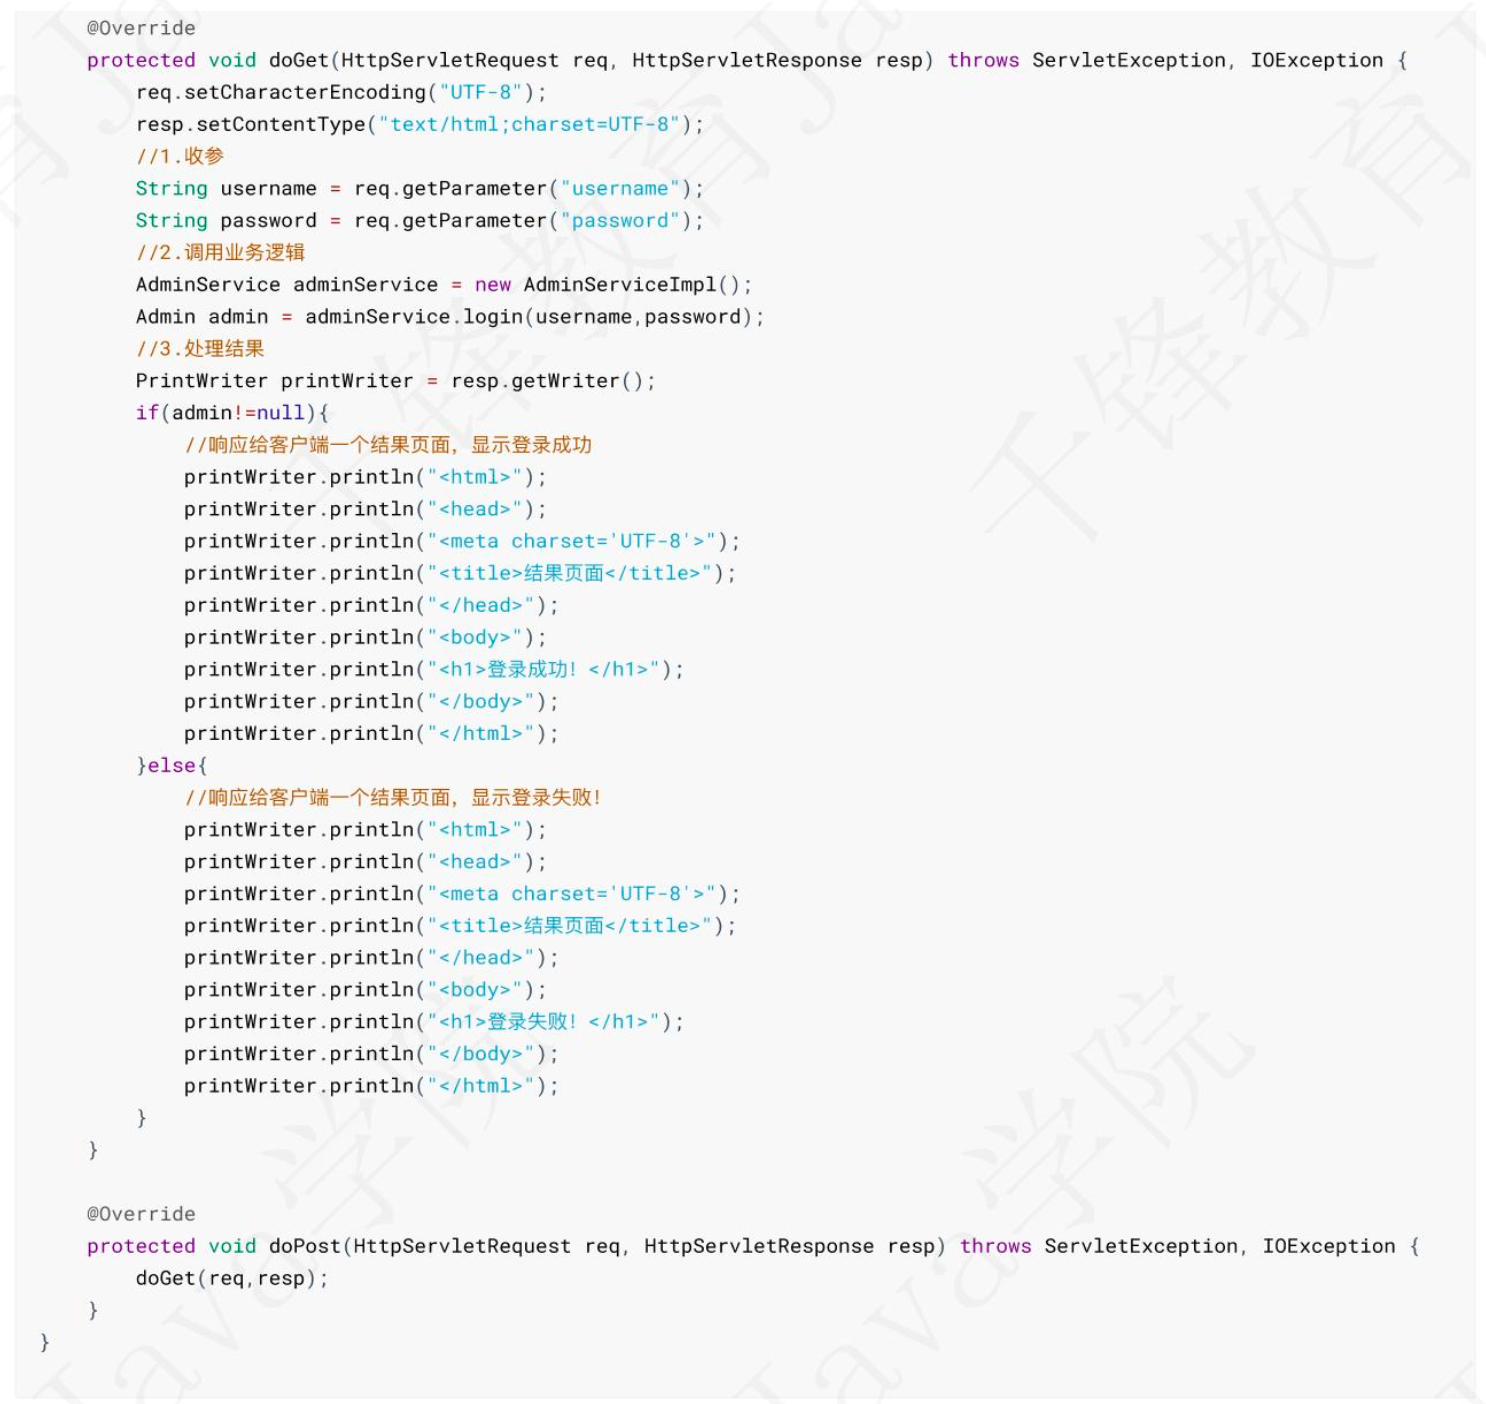 @Override
protected void doGet(HttpServletRequest req, HttpServletResponse resp) throws ServletException, IOException {
req.setCharacterEncoding("UTF-8");
resp.setContentType("text/html;charset=UTF-8");
//1.收参
String username = req.getParameter("username");
String password = req.getParameter("password");
//2.调用业务逻辑
AdminService adminService = new AdminServiceImpl();
Admin admin = adminService.login(username,password);
//3.处理结果
PrintWriter printWriter = resp.getWriter();
if(admin!=null){
//响应给客户端一个结果页面，显示登录成功
printWriter.println("<html>");
printWriter.println("<head>");
printWriter.println("<meta charset='UTF-8'>");
printWriter.println("<title>结果页面</title>");
printWriter.println("</head>");
printWriter.println("<body>");
printWriter.println("<h1>登录成功！</h1>");
printWriter.println("</body>");
printWriter.println("</html>");
}else{
//响应给客户端一个结果页面，显示登录失败！
printWriter.println("<html>");
printWriter.println("<head>");
printWriter.println("<meta charset='UTF-8'>");
printWriter.println("<title>结果页面</title>");
printWriter.println("</head>");
printWriter.println("<body>");
printWriter.println("<h1>登录失败！</h1>");
printWriter.println("</body>");
printWriter.println("</html>");
}
}
@Override
protected void doPost(HttpServletRequest req, HttpServletResponse resp) throws ServletException, IOException {
doGet(req,resp);
}
}
千锋教育 Java学院